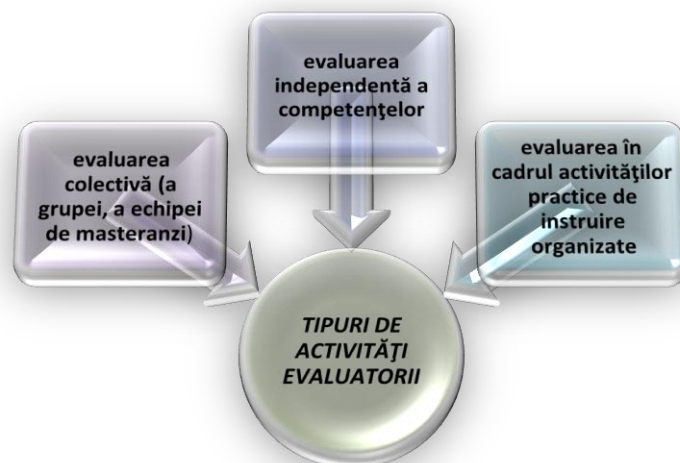 evaluarea
independentă a
competenţelor
evaluarea
colectivă (a
grupei, a echipei
de masteranzi)
evaluarea în
cadrul activităţilor
practice de
instruire
organizate
TIPURI DE
ACTIVITĂŢI
EVALUATORII